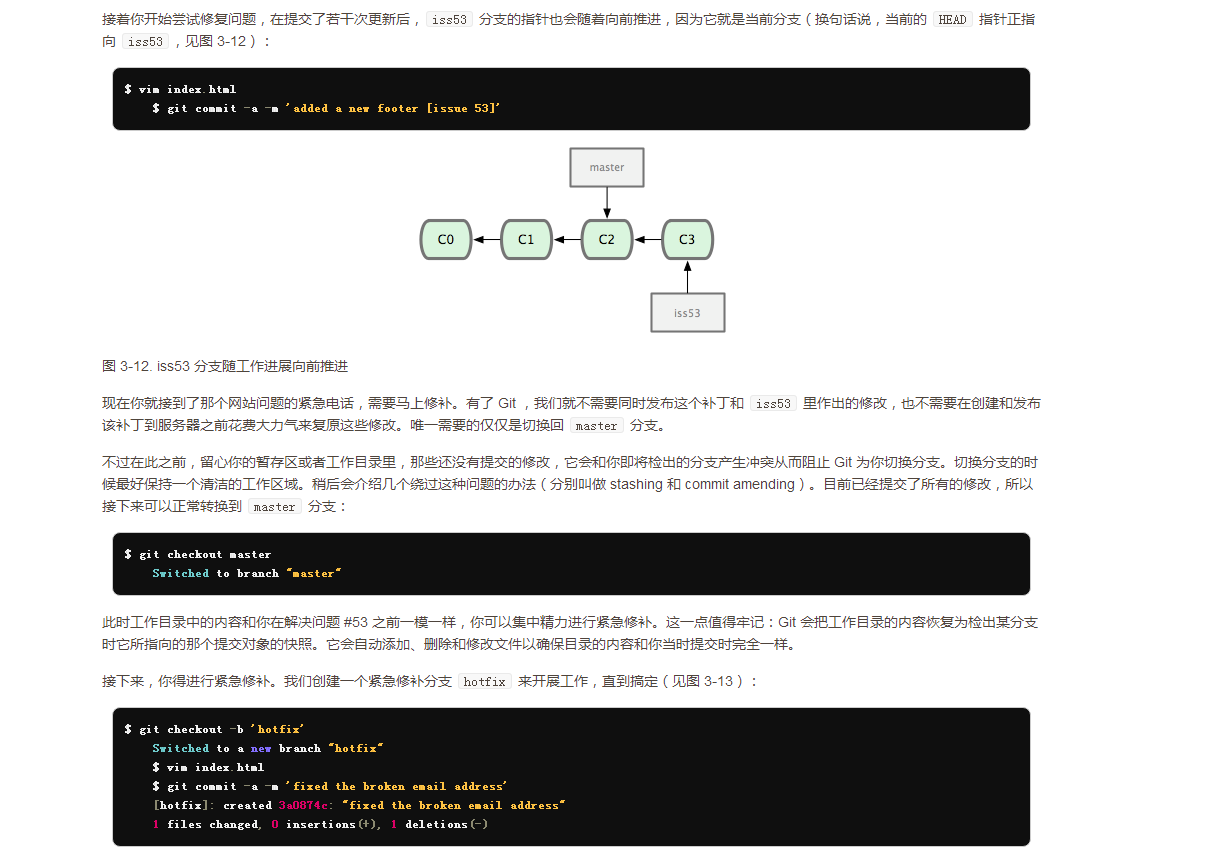 接着你开始尝试修复问题，在提交了若干次更新后， iss53 分支的指针也会随着向前推进，因为它就是当前分支（换句话说，当前的 HEAD 指针正指
向 iss53 ，见图 3-12）：
$ vim index.html
$ git commit -a -m 'added a new footer [issue 53]'
master
C0 C1 C2 C3
iss53
图 3-12. iss53 分支随工作进展向前推进
现在你就接到了那个网站问题的紧急电话，需要马上修补。有了 Git ，我们就不需要同时发布这个补丁和 iss53 里作出的修改，也不需要在创建和发布
该补丁到服务器之前花费大力气来复原这些修改。唯一需要的仅仅是切换回 master 分支。
不过在此之前，留心你的暂存区或者工作目录里，那些还没有提交的修改，它会和你即将检出的分支产生冲突从而阻止 Git 为你切换分支。切换分支的时
候最好保持一个清洁的工作区域。稍后会介绍几个绕过这种问题的办法（分别叫做 stashing 和 commit amending）。目前已经提交了所有的修改，所以
接下来可以正常转换到 master 分支：
$ git checkout master
Switched to branch "master"
此时工作目录中的内容和你在解决问题 #53 之前一模一样，你可以集中精力进行紧急修补。这一点值得牢记：Git 会把工作目录的内容恢复为检出某分支
时它所指向的那个提交对象的快照。它会自动添加、删除和修改文件以确保目录的内容和你当时提交时完全一样。
接下来，你得进行紧急修补。我们创建一个紧急修补分支 hotfix 来开展工作，直到搞定（见图 3-13）：
$ git checkout -b 'hotfix'
Switched to a new branch "hotfix"
$ vim index.html
$ git commit -a -m 'fixed the broken email address'
[hotfix]: created 3a0874c: "fixed the broken email address"
1 files changed, 0 insertions(+), 1 deletions(-)